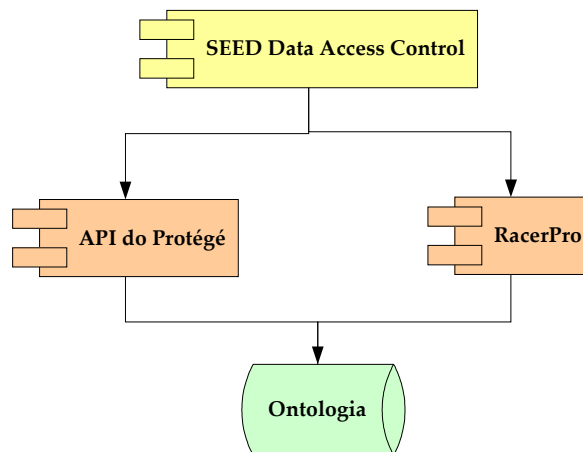 SEED Data Access Control
API do Protégé
RacerPro
Ontologia